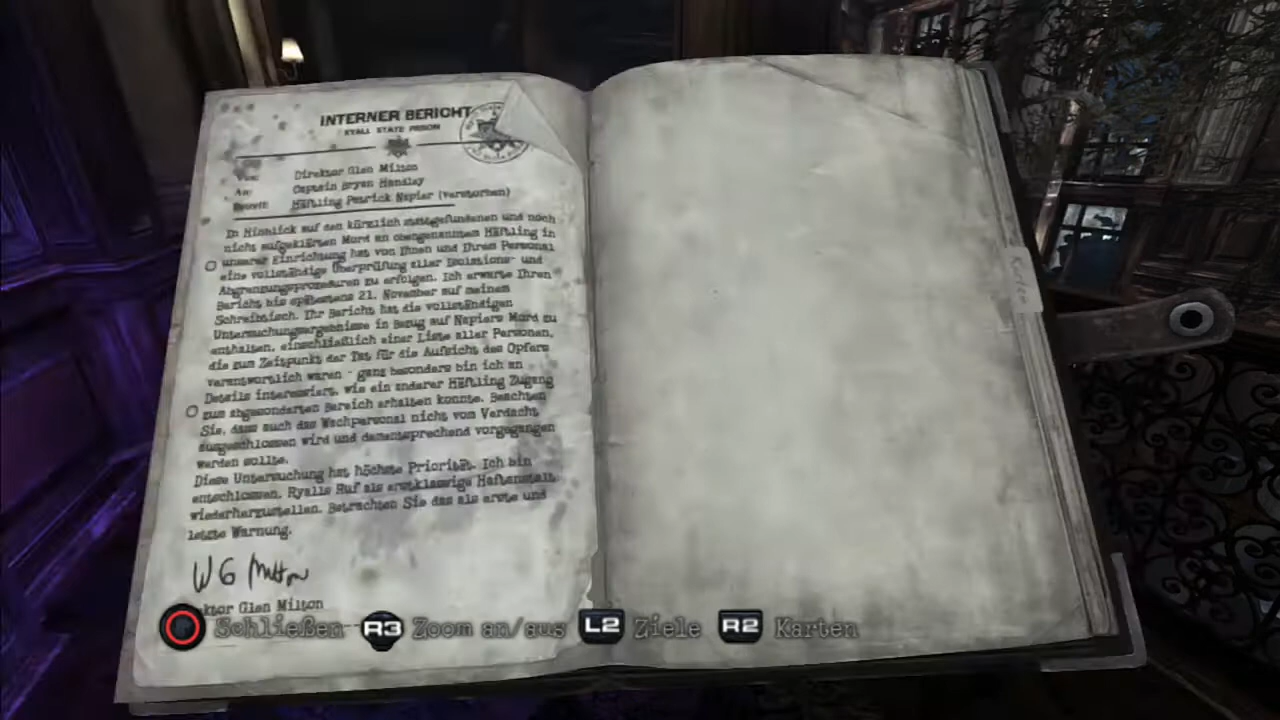 INTERNER BERICHT
RYALL STATE PRISON
Von: Direktor Glen Milton
An: Captain Bryan Handley
Betreff: Häftling Patrick Napier (verstorben)
In Hinblick auf den kürzlich stattgefundenen und noch
nicht aufgeklärten Mord an obengenanntem Häftling in
unserer Einrichtung hat von Ihnen und Ihrem Personal
eine vollständige Überprüfung aller Isolations- und
Abgrenzungsprozeduren zu erfolgen. Ich erwarte Ihren
Bericht bis spätestens 21. November auf meinem
Schreibtisch. Ihr Bericht hat die vollständigen
Untersuchungsergebnisse in Bezug auf Napiers Mord zu
enthalten, einschließlich einer Liste aller Personen,
die zum Zeitpunkt der Tat für die Aufsicht des Opfers
verantwortlich waren - ganz besonders bin ich an
Details interessiert, wie ein anderer Häftling Zugang
zum abgesonderten Bereich erhalten konnte. Beachten
Sie, dass auch das Wachpersonal nicht vom Verdacht
ausgeschlossen wird und dementsprechend vorgegangen
werden sollte.
Diese Untersuchung hat höchste Priorität. Ich bin
entschlossen, Ryalls Ruf als erstklassige Haftanstalt
wiederherzustellen. Betrachten Sie das als erste und
letzte Warnung.
W G Milton
ktor Glen Milton
Schließen R3 Zoom an/aus L2 Ziele R2 Karten